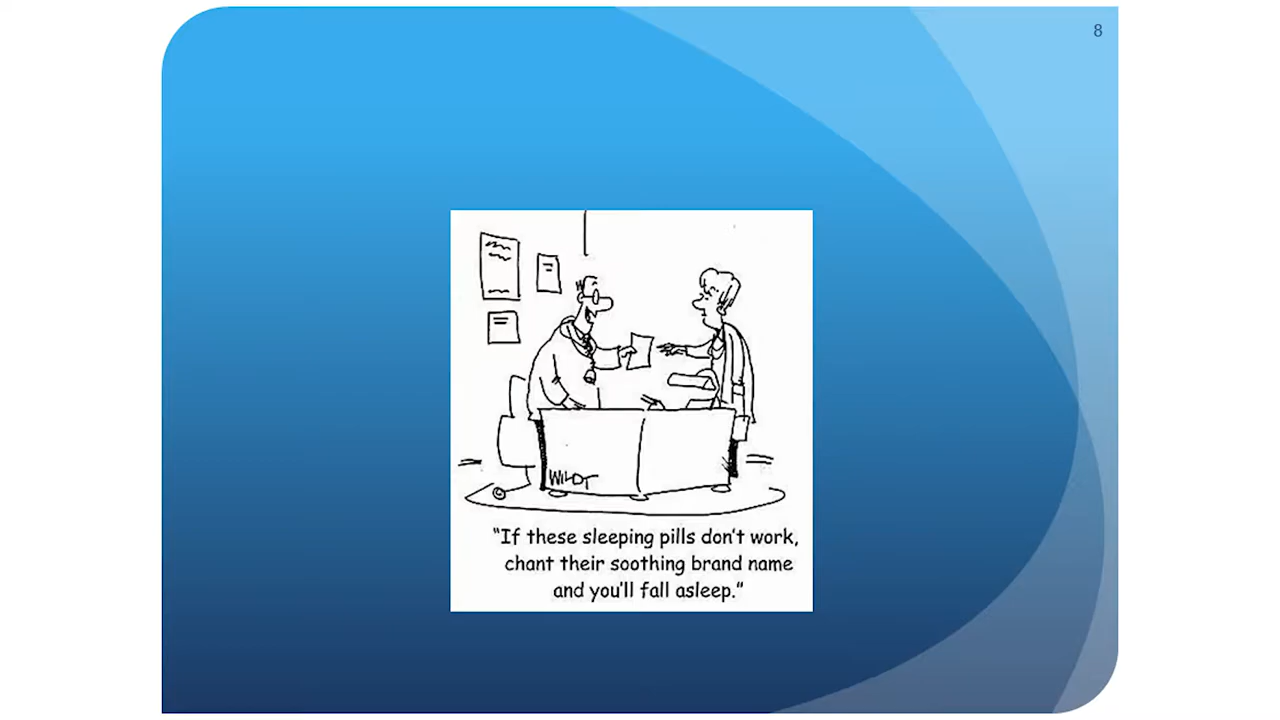 8
WILDT
"If these sleeping pills don't work,
chant their soothing brand name
and you'll fall asleep."